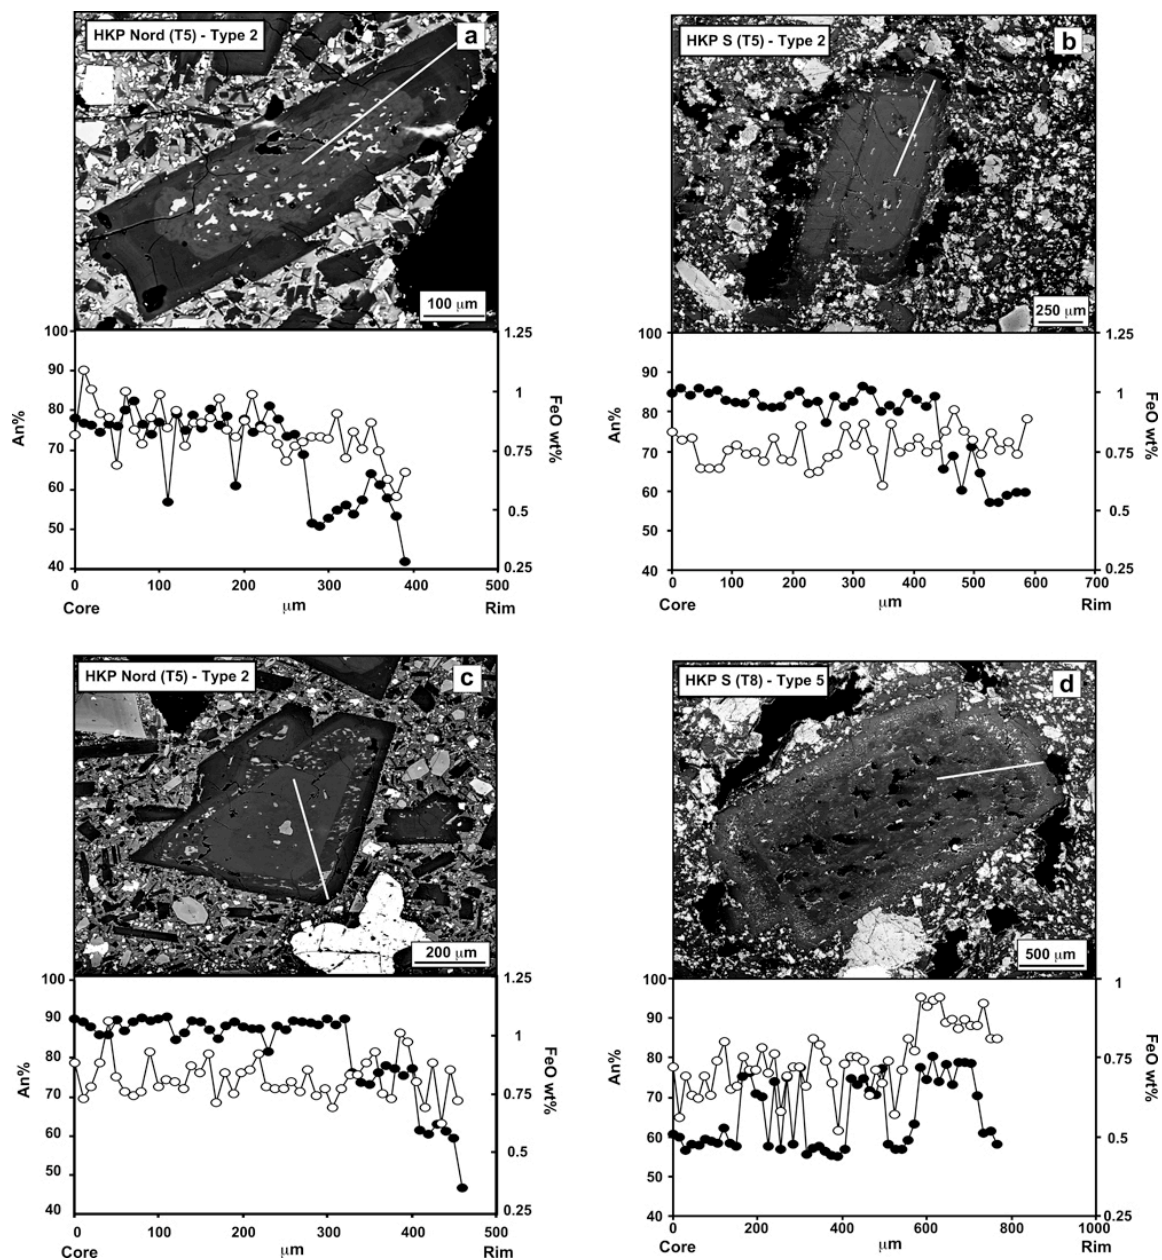 HKP Nord (T5) - Type 2
a
100 μm
100
90
80
70
60
50
40
An%
1.25
1
0.75
0.5
0.25
FeO wt%
0
100
200
300
400
500
Core
μm
Rim
HKP S (T5) - Type 2
b
250 μm
100
90
80
70
60
50
40
An%
1.25
1
0.75
0.5
0.25
FeO wt%
0
100
200
300
400
500
600
700
Core
μm
Rim
HKP Nord (T5) - Type 2
c
200 μm
100
90
80
70
60
50
40
An%
1.25
1
0.75
0.5
0.25
FeO wt%
0
100
200
300
400
500
Core
μm
Rim
HKP S (T8) - Type 5
d
500 μm
100
90
80
70
60
50
40
An%
1
0.75
0.5
0.25
FeO wt%
0
200
400
600
800
1000
Core
μm
Rim